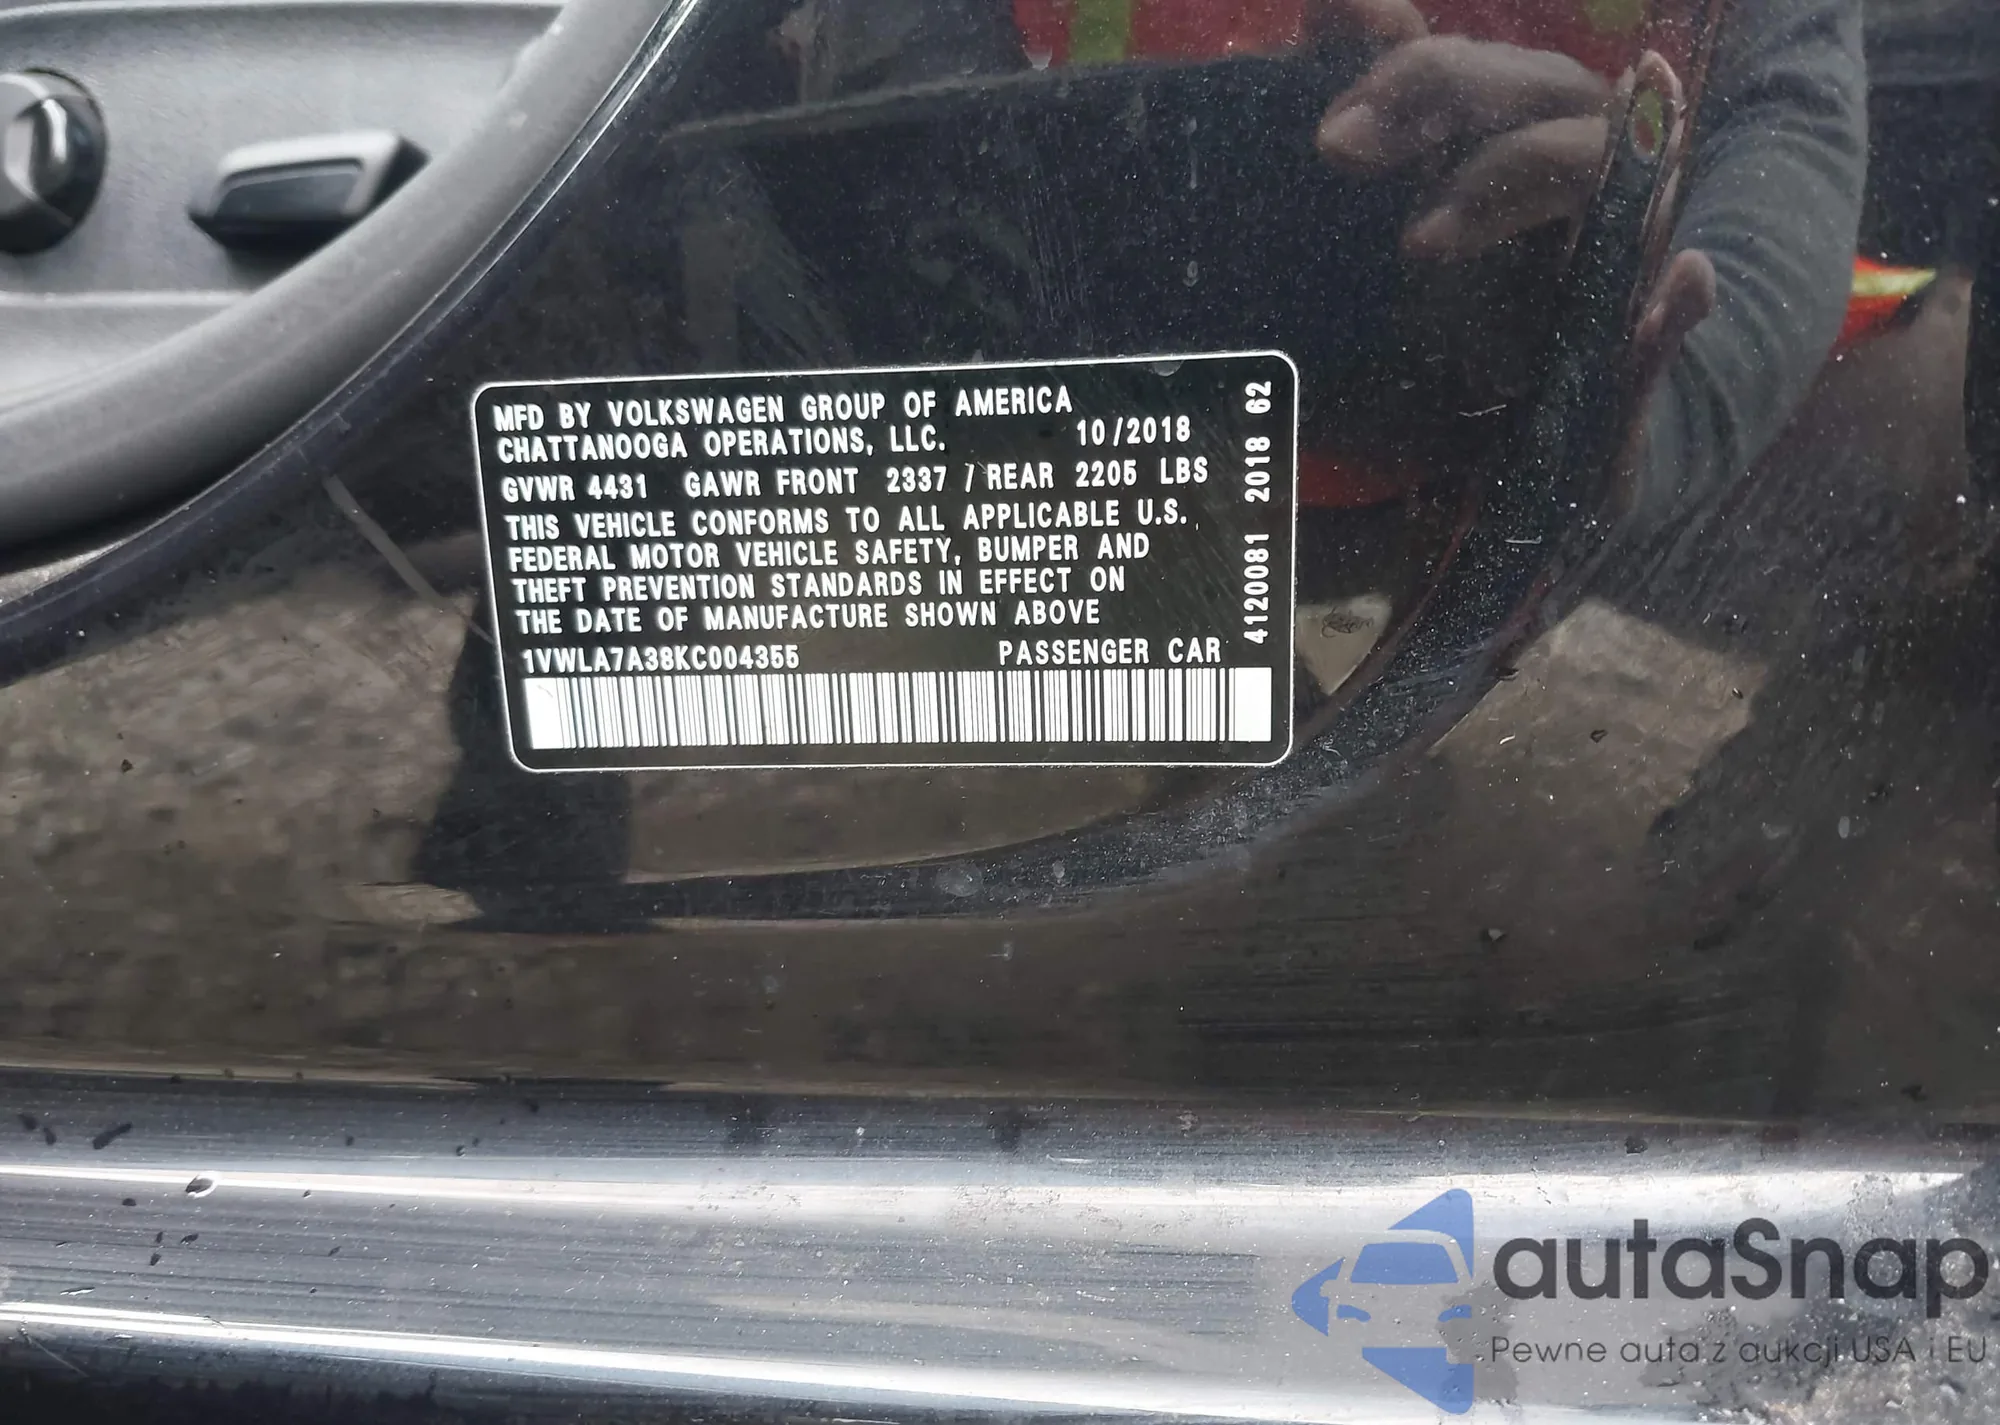 MFD BY VOLKSWAGEN GROUP OF AMERICA
CHATTANOOGA OPERATIONS, LLC. 10/2018
GVWR 4431 GAWR FRONT 2337 / REAR 2205 LBS
THIS VEHICLE CONFORMS TO ALL APPLICABLE U.S.
FEDERAL MOTOR VEHICLE SAFETY, BUMPER AND
THEFT PREVENTION STANDARDS IN EFFECT ON
THE DATE OF MANUFACTURE SHOWN ABOVE
1VWLA7A38KC004355 PASSENGER CAR
4120081 2018 62
autaSnap
Pewne auta z aukcji USA i EU